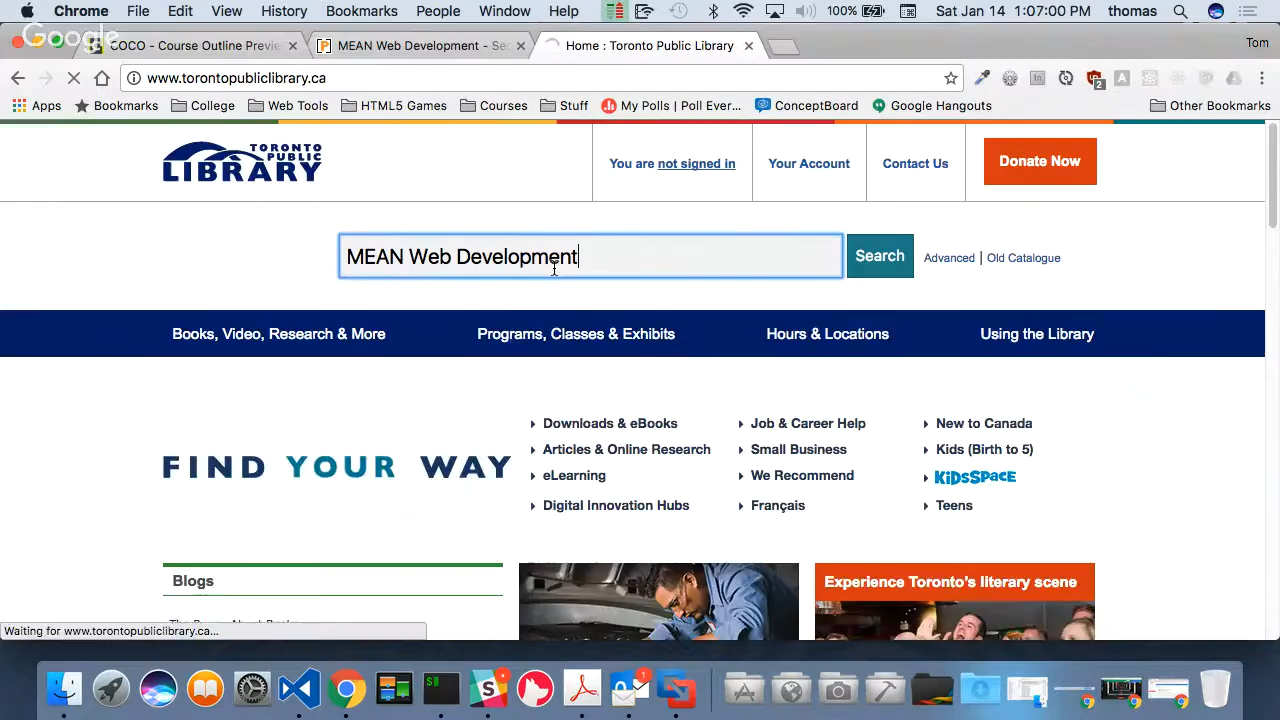 Chrome File Edit View History Bookmarks People Window Help 100% Sat Jan 14 1:07:00 PM thomas
Google
COCO - Course Outline Previe
MEAN Web Development - Sec
Home : Toronto Public Library
Tom
www.torontopubliclibrary.ca
2
Apps Bookmarks College Web Tools HTML5 Games Courses Stuff My Polls | Poll Ever... ConceptBoard Google Hangouts Other Bookmarks
TORONTO
PUBLIC
LIBRARY
You are not signed in
Your Account
Contact Us
Donate Now
MEAN Web Development
Search
Advanced | Old Catalogue
Books, Video, Research & More
Programs, Classes & Exhibits
Hours & Locations
Using the Library
FIND YOUR WAY
Downloads & eBooks
Articles & Online Research
eLearning
Digital Innovation Hubs
Job & Career Help
Small Business
We Recommend
Français
New to Canada
Kids (Birth to 5)
KIDSSPACE
Teens
Blogs
Experience Toronto's literary scene
Waiting for www.torontopubliclibrary.ca...
1